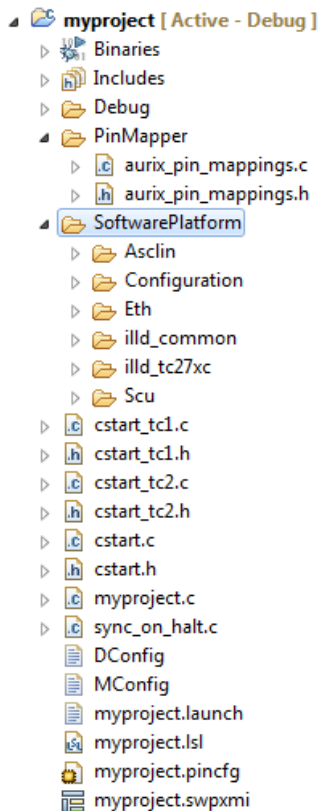 myproject [ Active - Debug ]
Binaries
Includes
Debug
PinMapper
aurix_pin_mappings.c
aurix_pin_mappings.h
SoftwarePlatform
Asclin
Configuration
Eth
illd_common
illd_tc27xc
Scu
cstart_tc1.c
cstart_tc1.h
cstart_tc2.c
cstart_tc2.h
cstart.c
cstart.h
myproject.c
sync_on_halt.c
DConfig
MConfig
myproject.launch
myproject.lsl
myproject.pincfg
myproject.swpxmi